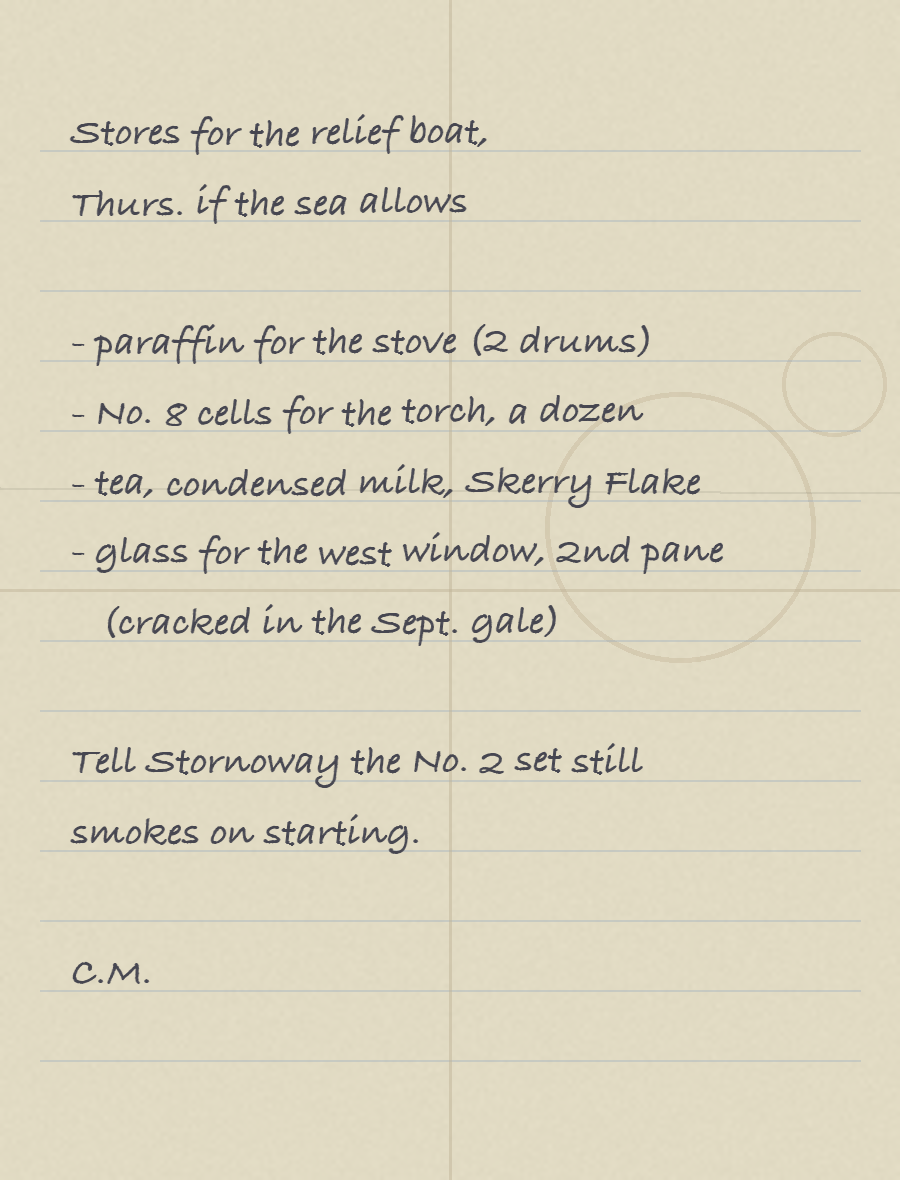 Stores for the relief boat,
Thurs. if the sea allows
- paraffin for the stove (2 drums)
- No. 8 cells for the torch, a dozen
- tea, condensed milk, Skerry Flake
- glass for the west window, 2nd pane
(cracked in the Sept. gale)
Tell Stornoway the No. 2 set still
smokes on starting.
C.M.